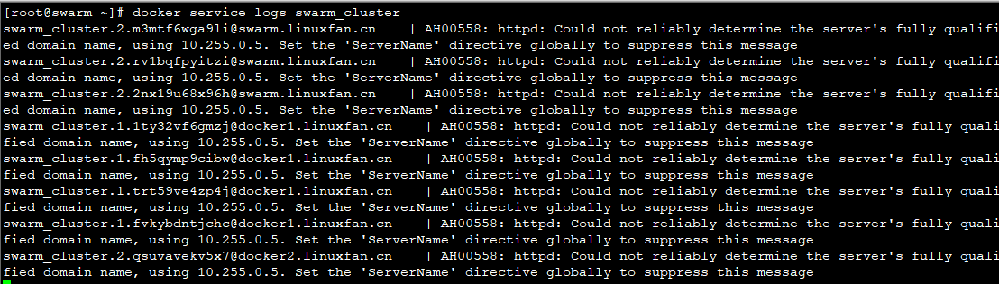 [root@swarm ~]# docker service logs swarm_cluster
swarm_cluster.2.m3mtf6wga9li@swarm.linuxfan.cn    | AH00558: httpd: Could not reliably determine the server's fully qualifi
ed domain name, using 10.255.0.5. Set the 'ServerName' directive globally to suppress this message
swarm_cluster.2.rv1bqfpyitzi@swarm.linuxfan.cn    | AH00558: httpd: Could not reliably determine the server's fully qualifi
ed domain name, using 10.255.0.5. Set the 'ServerName' directive globally to suppress this message
swarm_cluster.2.2nx19u68x96h@swarm.linuxfan.cn    | AH00558: httpd: Could not reliably determine the server's fully qualifi
ed domain name, using 10.255.0.5. Set the 'ServerName' directive globally to suppress this message
swarm_cluster.1.1ty32vf6gmzj@docker1.linuxfan.cn    | AH00558: httpd: Could not reliably determine the server's fully quali
fied domain name, using 10.255.0.5. Set the 'ServerName' directive globally to suppress this message
swarm_cluster.1.fh5qymp9cibw@docker1.linuxfan.cn    | AH00558: httpd: Could not reliably determine the server's fully quali
fied domain name, using 10.255.0.5. Set the 'ServerName' directive globally to suppress this message
swarm_cluster.1.trt59ve4zp4j@docker1.linuxfan.cn    | AH00558: httpd: Could not reliably determine the server's fully quali
fied domain name, using 10.255.0.5. Set the 'ServerName' directive globally to suppress this message
swarm_cluster.1.fvkybdntjchc@docker1.linuxfan.cn    | AH00558: httpd: Could not reliably determine the server's fully quali
fied domain name, using 10.255.0.5. Set the 'ServerName' directive globally to suppress this message
swarm_cluster.2.qsuvavekv5x7@docker2.linuxfan.cn    | AH00558: httpd: Could not reliably determine the server's fully quali
fied domain name, using 10.255.0.5. Set the 'ServerName' directive globally to suppress this message